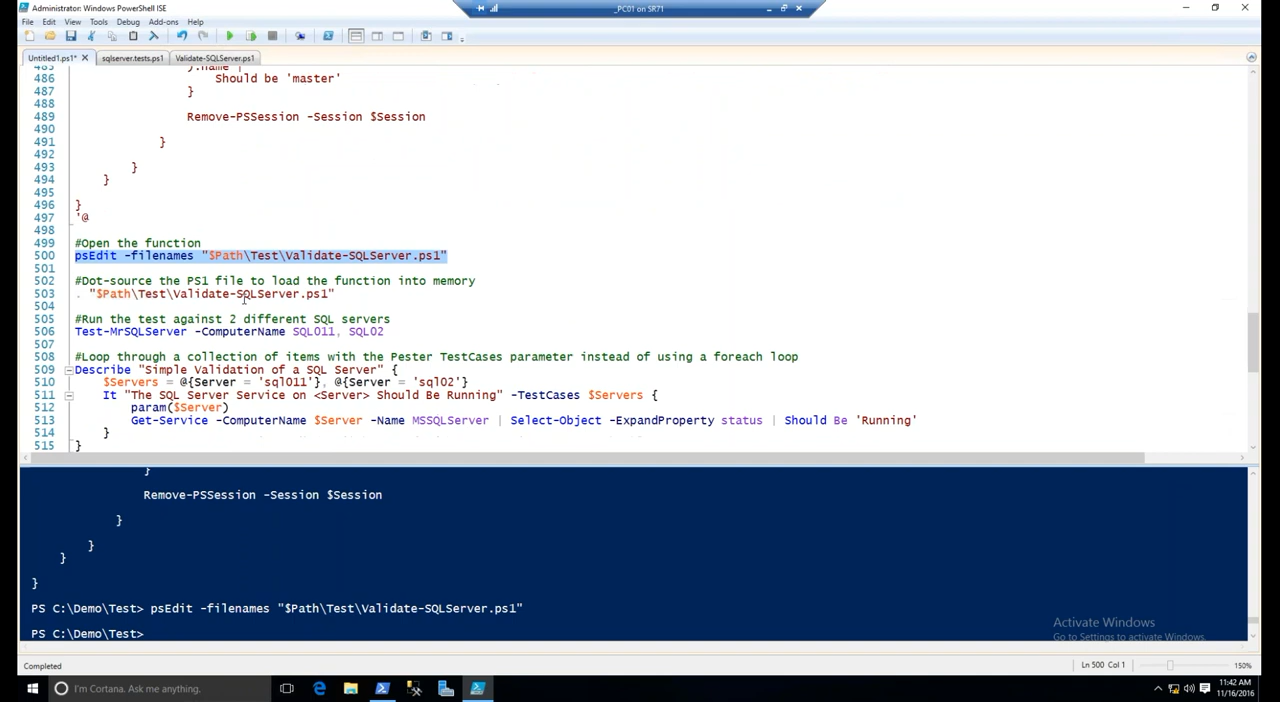 Administrator: Windows PowerShell ISE
_PC01 on SR71
File Edit View Tools Debug Add-ons Help
Untitled1.ps1* X sqlserver.tests.ps1 Validate-SQLServer.ps1
485 ).name |
486 Should be 'master'
487 }
488
489 Remove-PSSession -Session $Session
490
491 }
492
493 }
494 }
495
496 }
497 '@
498
499 #Open the function
500 psEdit -filenames "$Path\Test\Validate-SQLServer.ps1"
501
502 #Dot-source the PS1 file to load the function into memory
503 . "$Path\Test\Validate-SQLServer.ps1"
504
505 #Run the test against 2 different SQL servers
506 Test-MrSQLServer -ComputerName SQL011, SQL02
507
508 #Loop through a collection of items with the Pester TestCases parameter instead of using a foreach loop
509 Describe "Simple Validation of a SQL Server" {
510 $Servers = @{Server = 'sql011'}, @{Server = 'sql02'}
511 It "The SQL Server Service on <Server> Should Be Running" -TestCases $Servers {
512 param($Server)
513 Get-Service -ComputerName $Server -Name MSSQLServer | Select-Object -ExpandProperty status | Should Be 'Running'
514 }
515 }
}
Remove-PSSession -Session $Session
}
}
}
}
PS C:\Demo\Test> psEdit -filenames "$Path\Test\Validate-SQLServer.ps1"
PS C:\Demo\Test>
Activate Windows
Go to Settings to activate Windows.
Completed
Ln 500 Col 1
150%
I'm Cortana. Ask me anything.
11:42 AM
11/16/2016